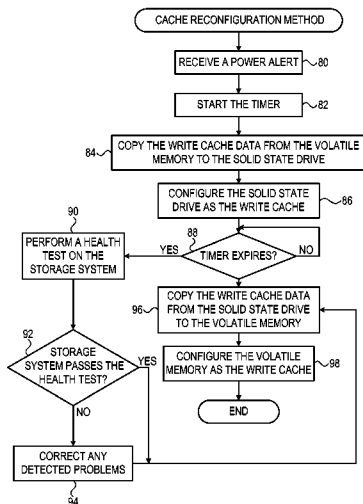 CACHE RECONFIGURATION METHOD
RECEIVE A POWER ALERT
80
START THE TIMER
82
84
COPY THE WRITE CACHE DATA FROM THE VOLATILE
MEMORY TO THE SOLID STATE DRIVE
CONFIGURE THE SOLID STATE
DRIVE AS THE WRITE CACHE
86
88
TIMER EXPIRES?
YES
NO
90
PERFORM A HEALTH
TEST ON THE
STORAGE SYSTEM
92
STORAGE
SYSTEM PASSES THE
HEALTH TEST?
YES
NO
CORRECT ANY
DETECTED PROBLEMS
94
96
COPY THE WRITE CACHE DATA
FROM THE SOLID STATE DRIVE
TO THE VOLATILE MEMORY
CONFIGURE THE VOLATILE
MEMORY AS THE WRITE CACHE
98
END